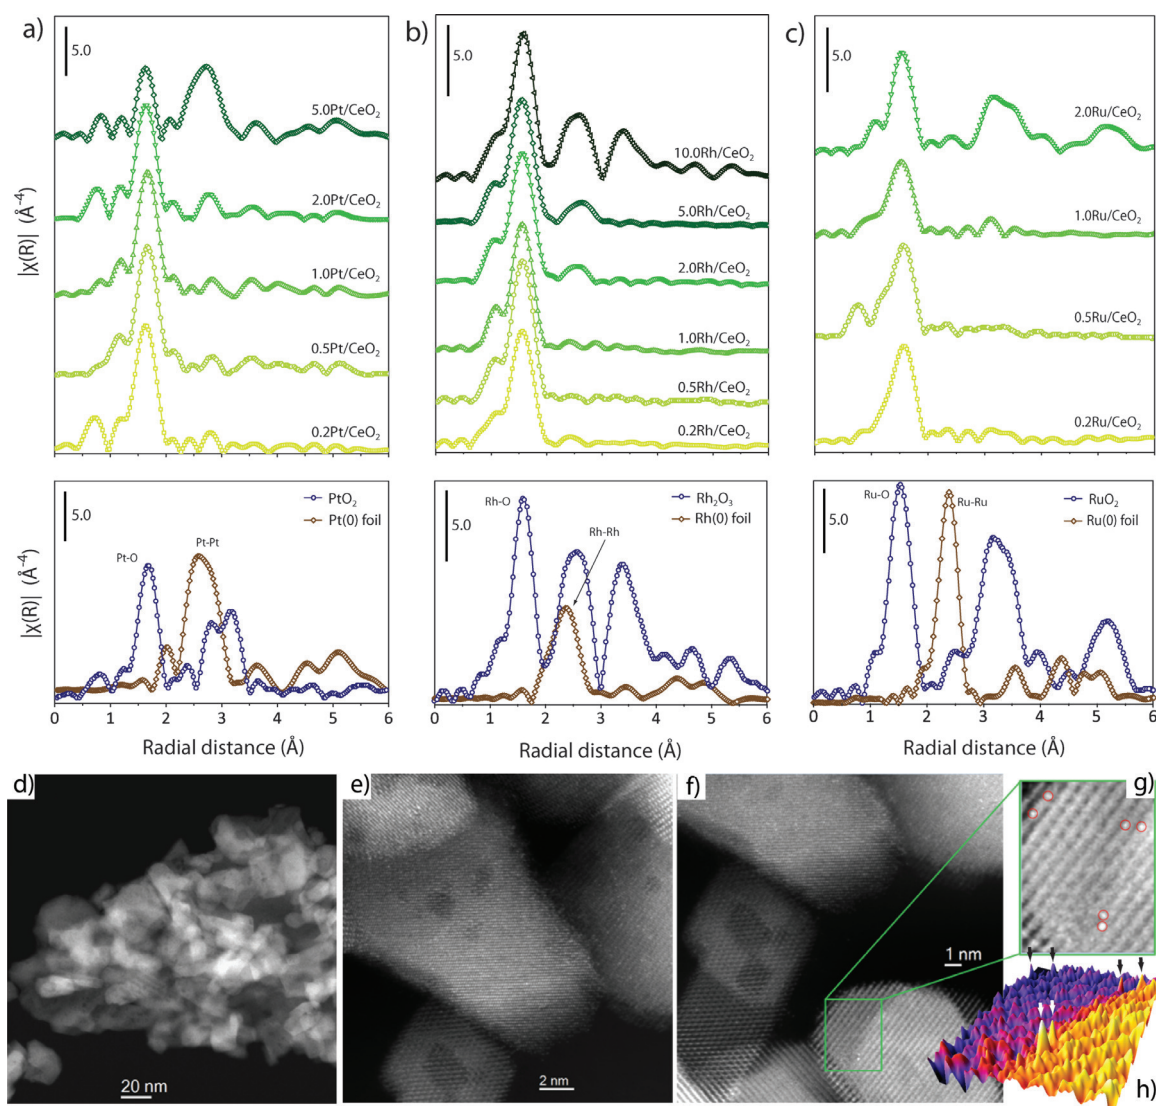 a)
5.0
5.0Pt/CeO2
2.0Pt/CeO2
1.0Pt/CeO2
0.5Pt/CeO2
0.2Pt/CeO2
|χ(R)| (Å-4)
b)
5.0
10.0Rh/CeO2
5.0Rh/CeO2
2.0Rh/CeO2
1.0Rh/CeO2
0.5Rh/CeO2
0.2Rh/CeO2
c)
5.0
2.0Ru/CeO2
1.0Ru/CeO2
0.5Ru/CeO2
0.2Ru/CeO2
5.0
PtO2
Pt(0) foil
Pt-O
Pt-Pt
|χ(R)| (Å-4)
0 1 2 3 4 5 6
Radial distance (Å)
5.0
Rh-O
Rh2O3
Rh(0) foil
Rh-Rh
0 1 2 3 4 5 6
Radial distance (Å)
5.0
Ru-O
Ru-Ru
RuO2
Ru(0) foil
0 1 2 3 4 5 6
Radial distance (Å)
d)
20 nm
e)
2 nm
f)
1 nm
g)
h)